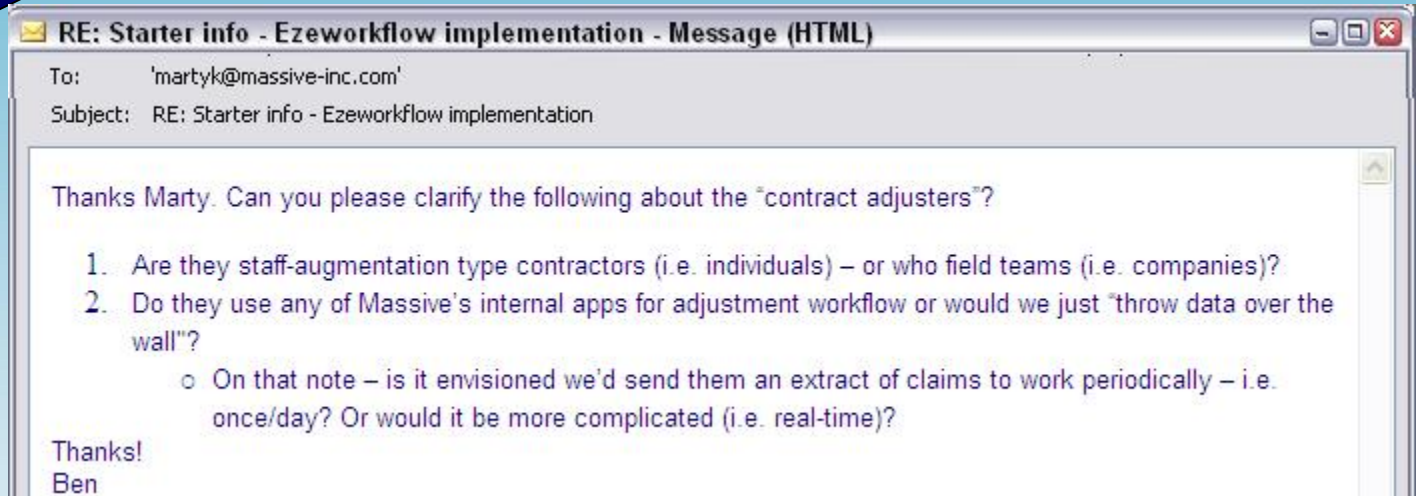 RE: Starter info - Ezeworkflow implementation - Message (HTML)
To: 'martyk@massive-inc.com'
Subject: RE: Starter info - Ezeworkflow implementation
Thanks Marty. Can you please clarify the following about the “contract adjusters”?
1. Are they staff-augmentation type contractors (i.e. individuals) – or who field teams (i.e. companies)?
2. Do they use any of Massive’s internal apps for adjustment workflow or would we just “throw data over the
wall”?
o On that note – is it envisioned we’d send them an extract of claims to work periodically – i.e.
once/day? Or would it be more complicated (i.e. real-time)?
Thanks!
Ben